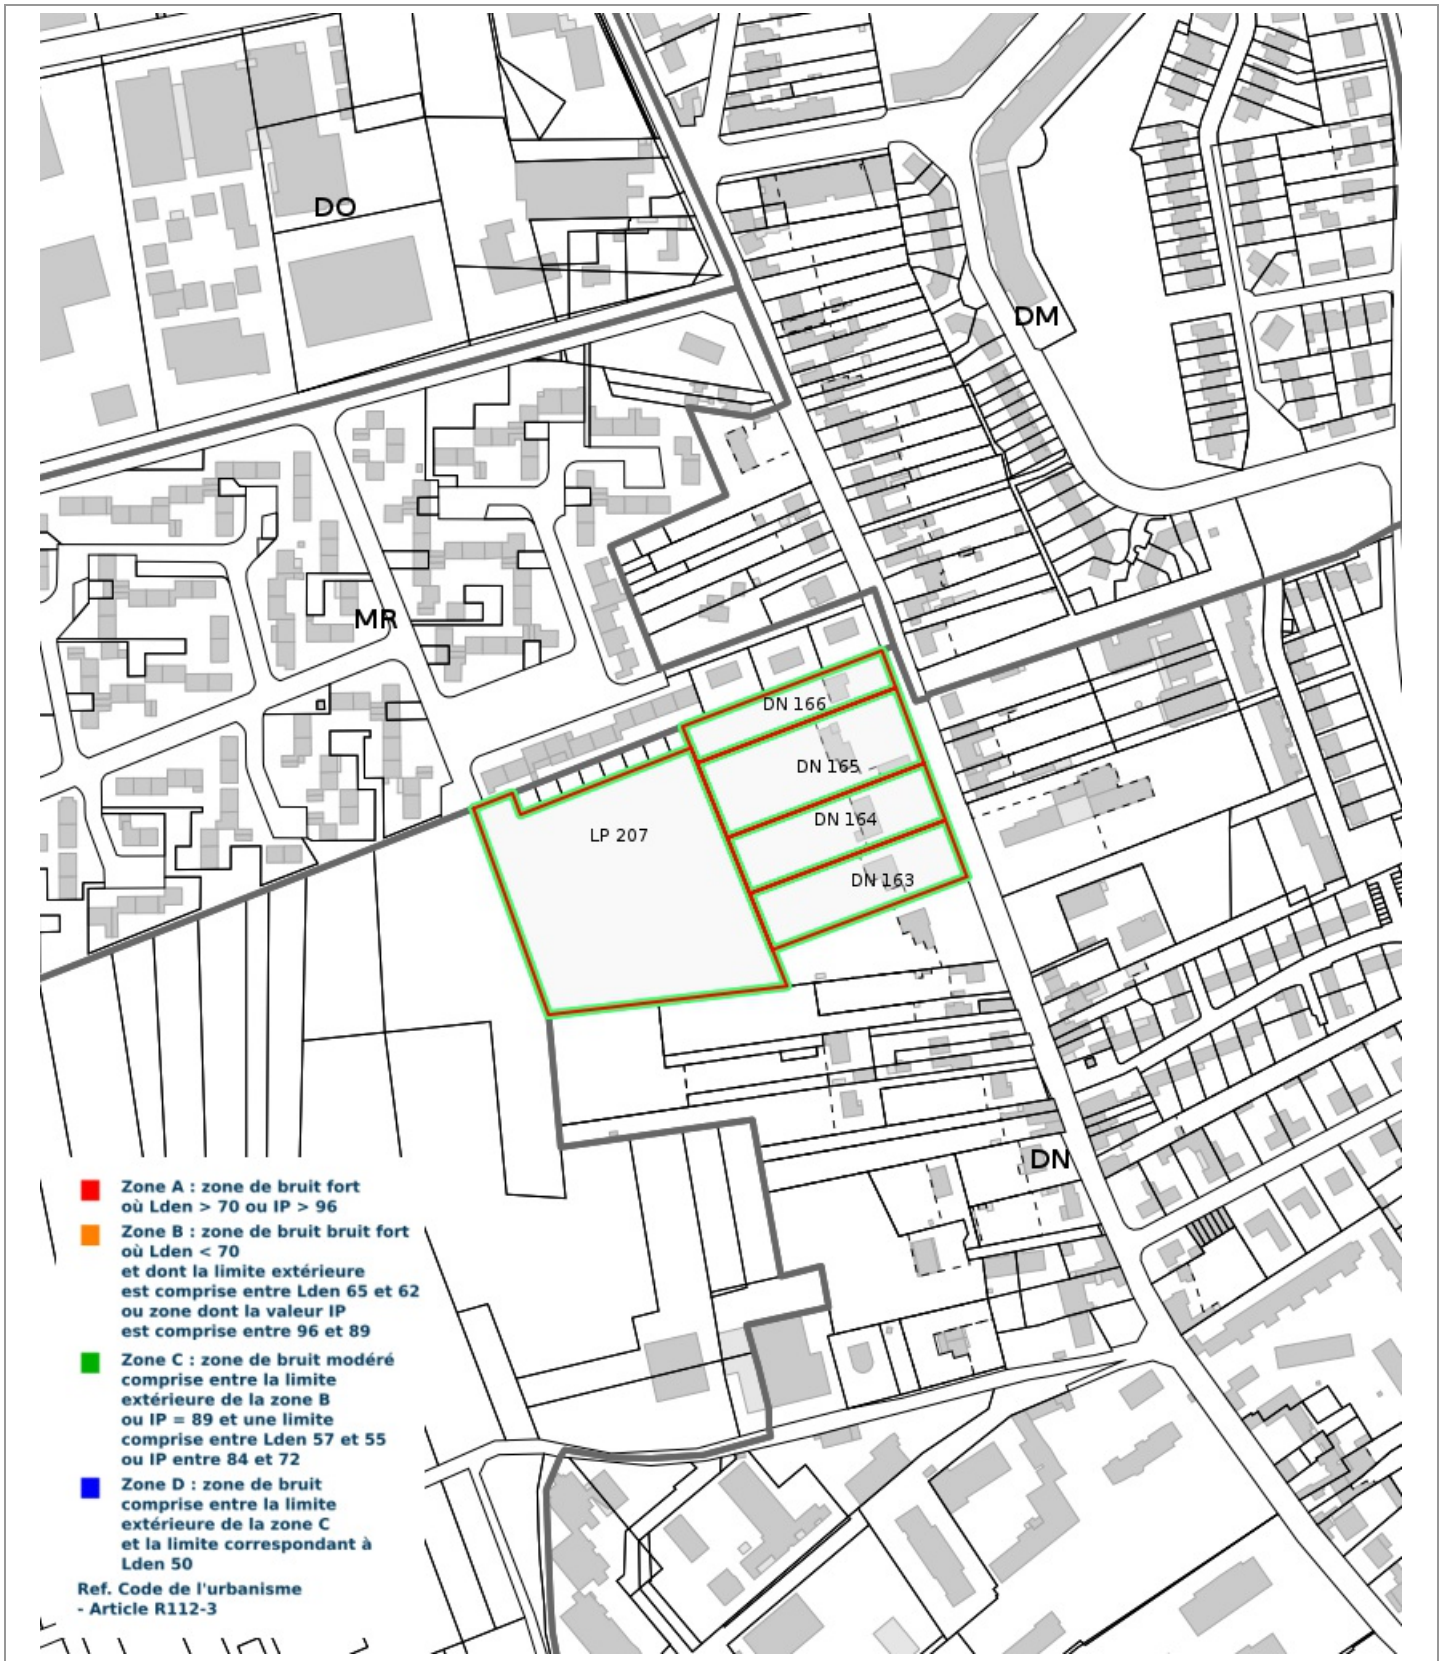 DO
DM
MR
DN 166
DN 165
DN 164
LP 207
DN 163
DN
Zone A : zone de bruit fort
où Lden > 70 ou IP > 96
Zone B : zone de bruit bruit fort
où Lden < 70
et dont la limite extérieure
est comprise entre Lden 65 et 62
ou zone dont la valeur IP
est comprise entre 96 et 89
Zone C : zone de bruit modéré
comprise entre la limite
extérieure de la zone B
ou IP = 89 et une limite
comprise entre Lden 57 et 55
ou IP entre 84 et 72
Zone D : zone de bruit
comprise entre la limite
extérieure de la zone C
et la limite correspondant à
Lden 50
Ref. Code de l'urbanisme
- Article R112-3